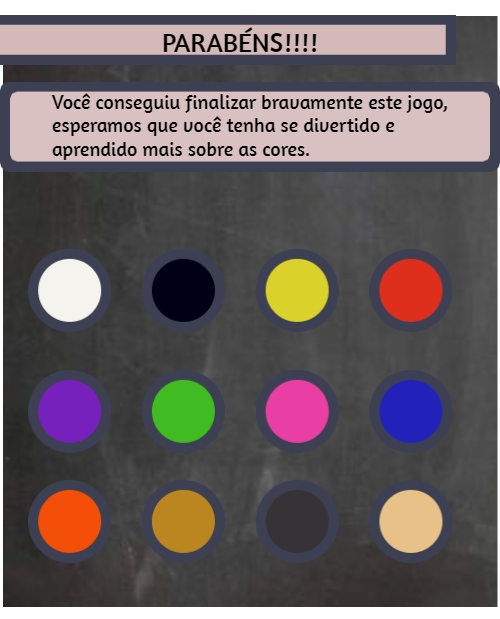 PARABÉNS!!!!
Você conseguiu finalizar bravamente este jogo,
esperamos que você tenha se divertido e
aprendido mais sobre as cores.